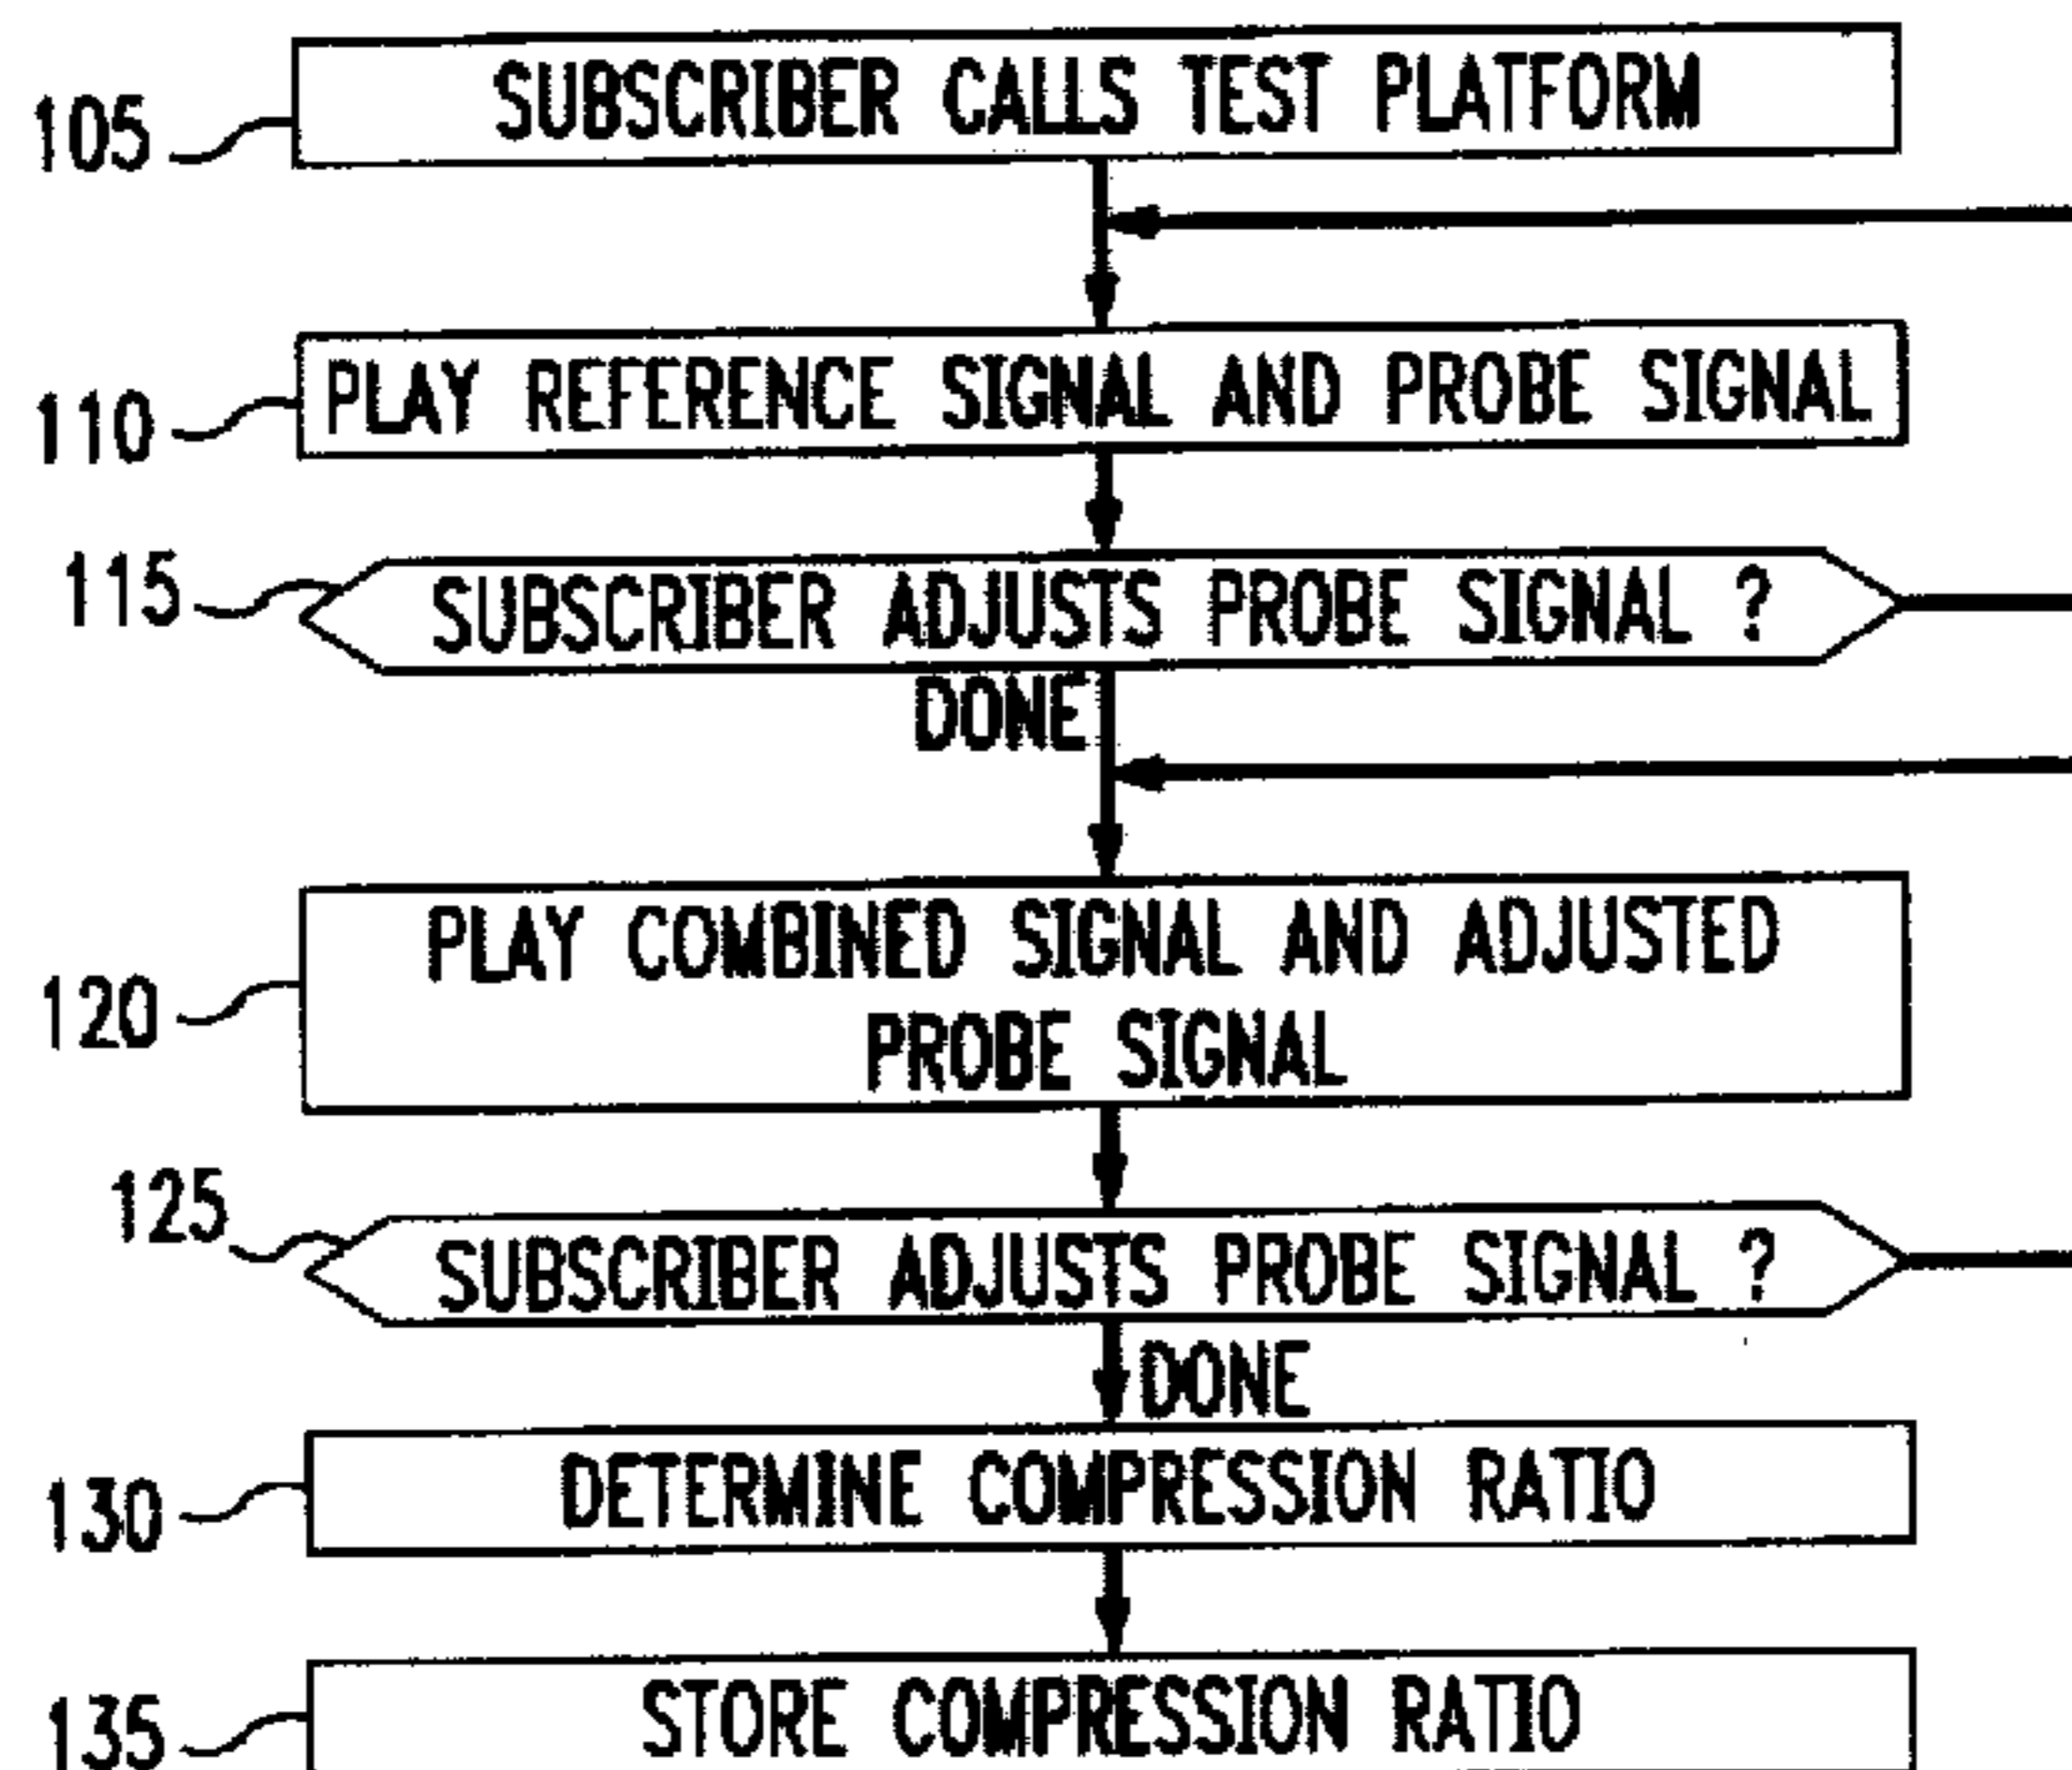 105 SUBSCRIBER CALLS TEST PLATFORM
110 PLAY REFERENCE SIGNAL AND PROBE SIGNAL
115 SUBSCRIBER ADJUSTS PROBE SIGNAL ?
DONE
120 PLAY COMBINED SIGNAL AND ADJUSTED
PROBE SIGNAL
125 SUBSCRIBER ADJUSTS PROBE SIGNAL ?
DONE
130 DETERMINE COMPRESSION RATIO
135 STORE COMPRESSION RATIO